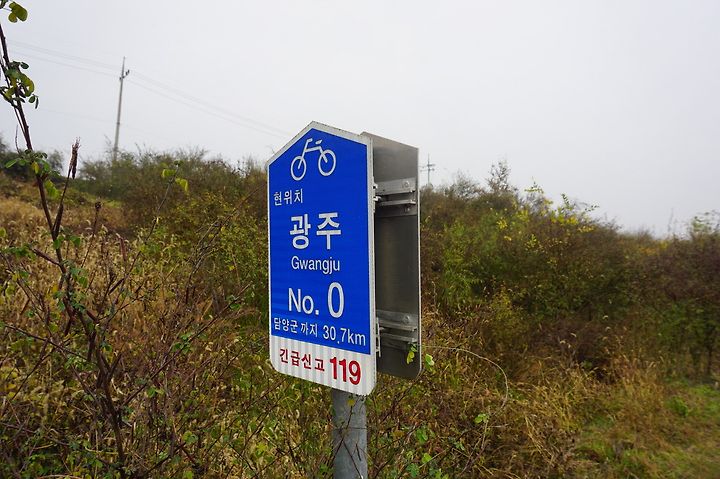 현위치
광주
Gwangju
No. 0
담양군 까지 30.7km
긴급신고 119